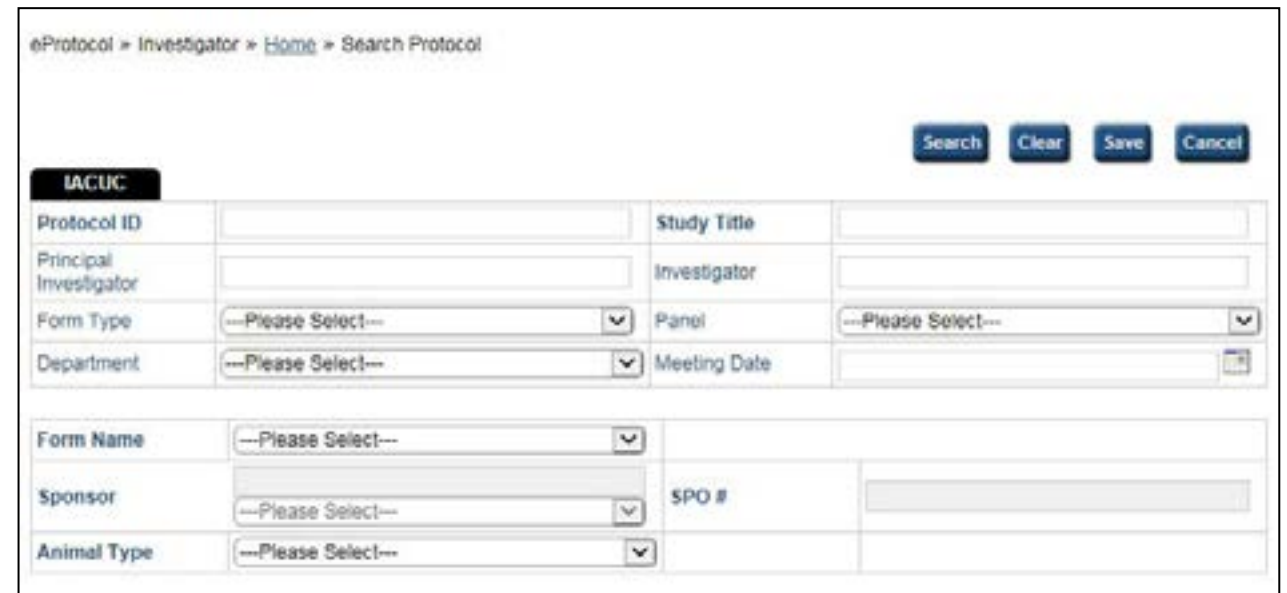 eProtocol » Investigator » Home » Search Protocol
Search Clear Save Cancel
IACUC
Protocol ID Study Title
Principal
Investigator Investigator
Form Type ---Please Select--- Panel ---Please Select---
Department ---Please Select--- Meeting Date
Form Name ---Please Select---
Sponsor SPO #
---Please Select---
Animal Type ---Please Select---